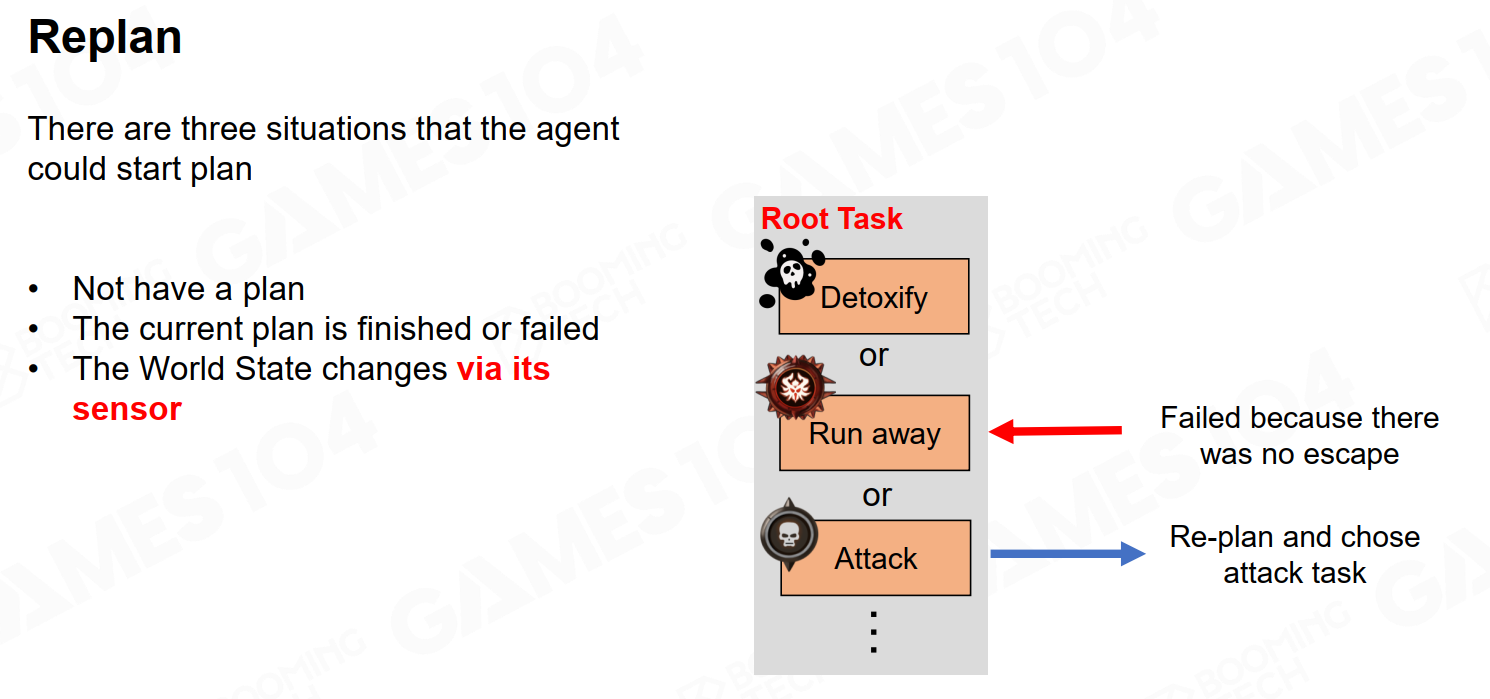 Replan
There are three situations that the agent
could start plan
• Not have a plan
• The current plan is finished or failed
• The World State changes via its
sensor
Root Task
Detoxify
or
Run away
or
Attack
Failed because there
was no escape
Re-plan and chose
attack task
GAMES104
BOOMING
TECH